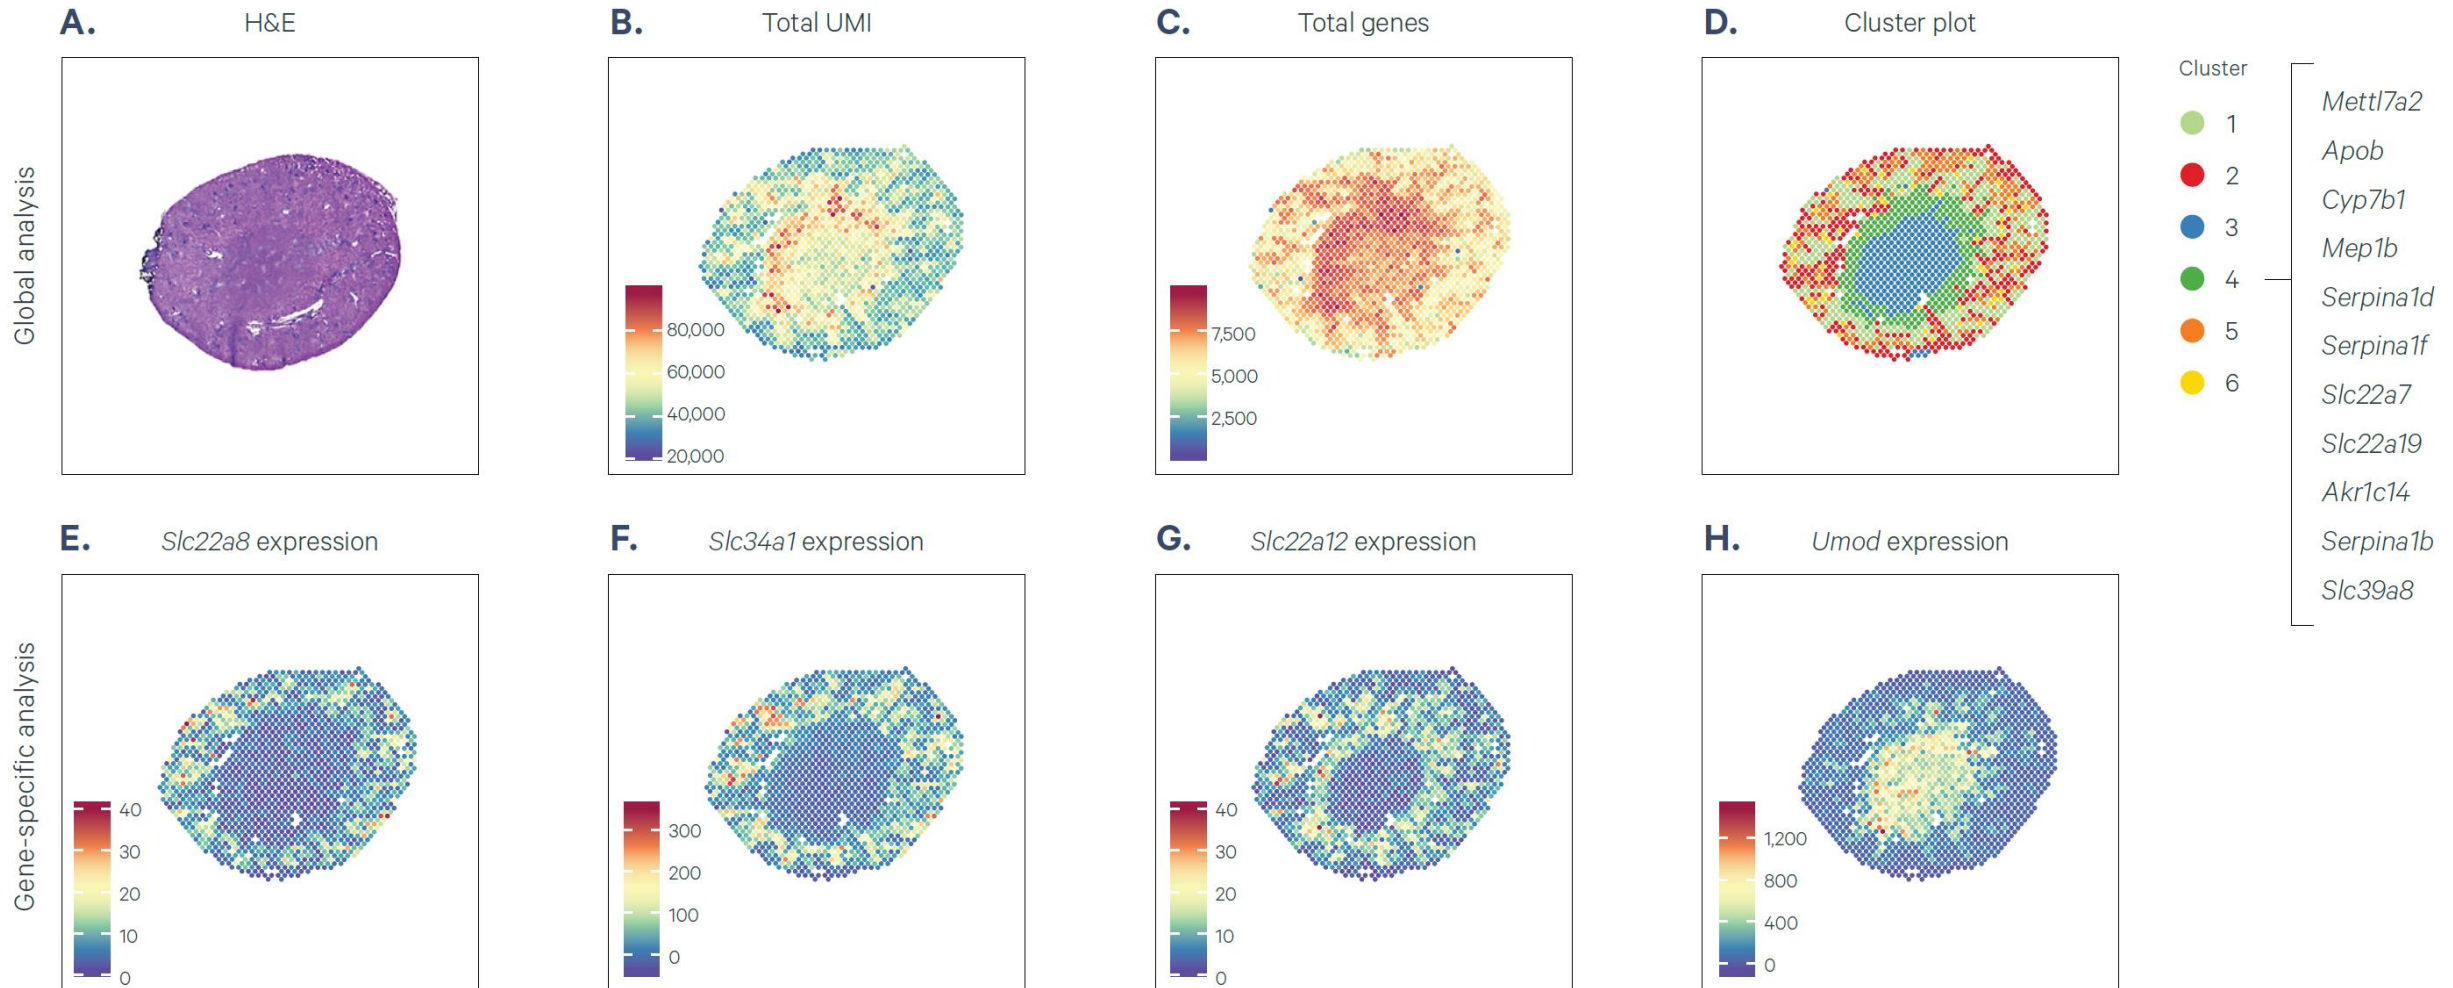 A. H&E
B. Total UMI
C. Total genes
D. Cluster plot
Global analysis
80,000
60,000
40,000
20,000
7,500
5,000
2,500
Cluster
1
2
3
4
5
6
Mettl7a2
Apob
Cyp7b1
Mep1b
Serpina1d
Serpina1f
Slc22a7
Slc22a19
Akr1c14
Serpina1b
Slc39a8
E. Slc22a8 expression
F. Slc34a1 expression
G. Slc22a12 expression
H. Umod expression
Gene-specific analysis
40
30
20
10
0
300
200
100
0
40
30
20
10
0
1,200
800
400
0